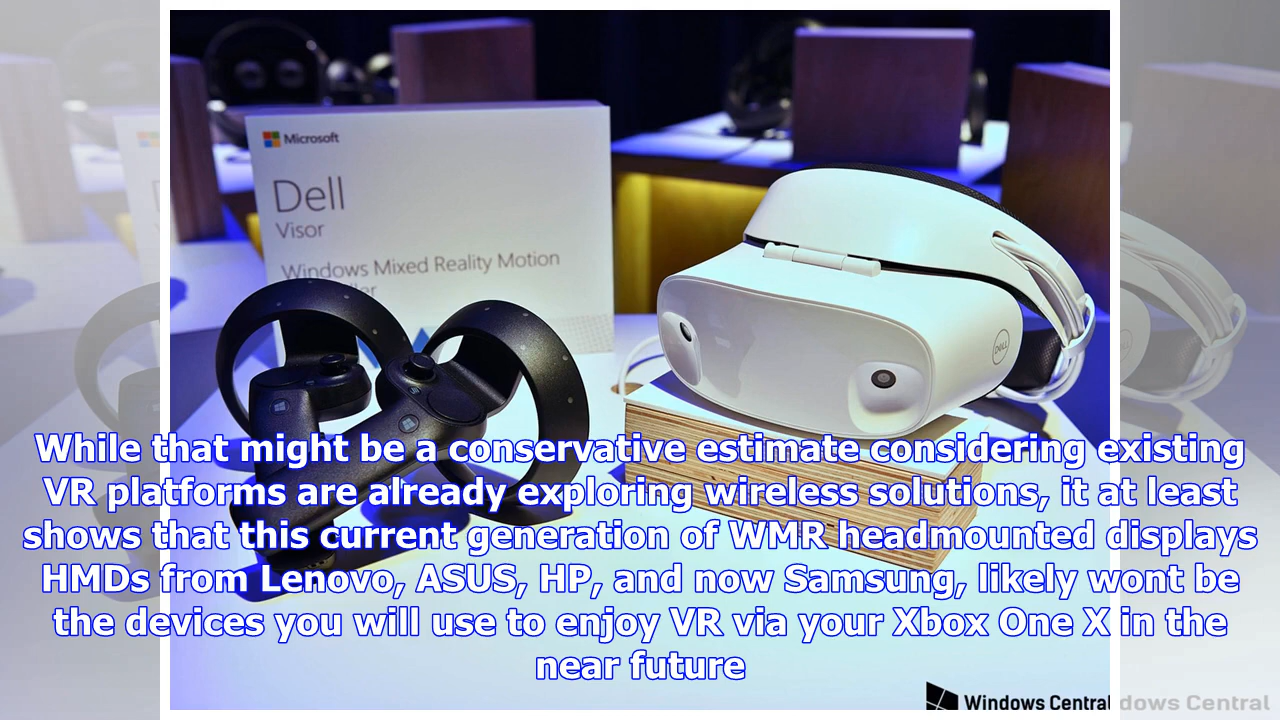 Microsoft
Dell
Visor
Windows Mixed Reality Motion
DELL
While that might be a conservative estimate considering existing
VR platforms are already exploring wireless solutions, it at least
shows that this current generation of WMR headmounted displays
HMDs from Lenovo, ASUS, HP, and now Samsung, likely wont be
the devices you will use to enjoy VR via your Xbox One X in the
near future
Windows Central
dows Central